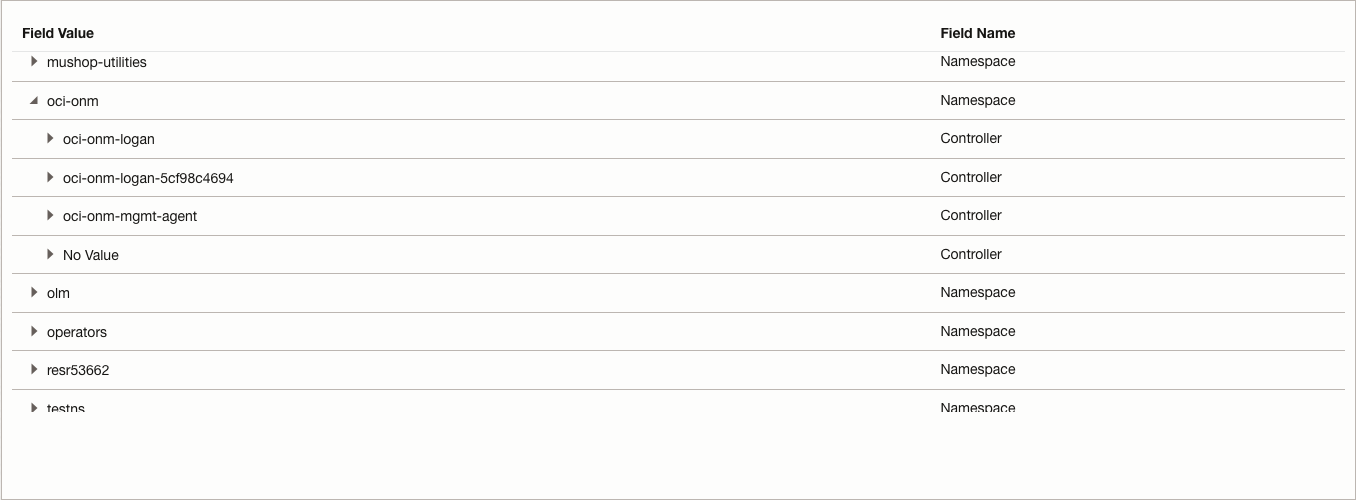 Field Value Field Name
mushop-utilities Namespace
oci-onm Namespace
oci-onm-logan Controller
oci-onm-logan-5cf98c4694 Controller
oci-onm-mgmt-agent Controller
No Value Controller
olm Namespace
operators Namespace
resr53662 Namespace
testns Namespace